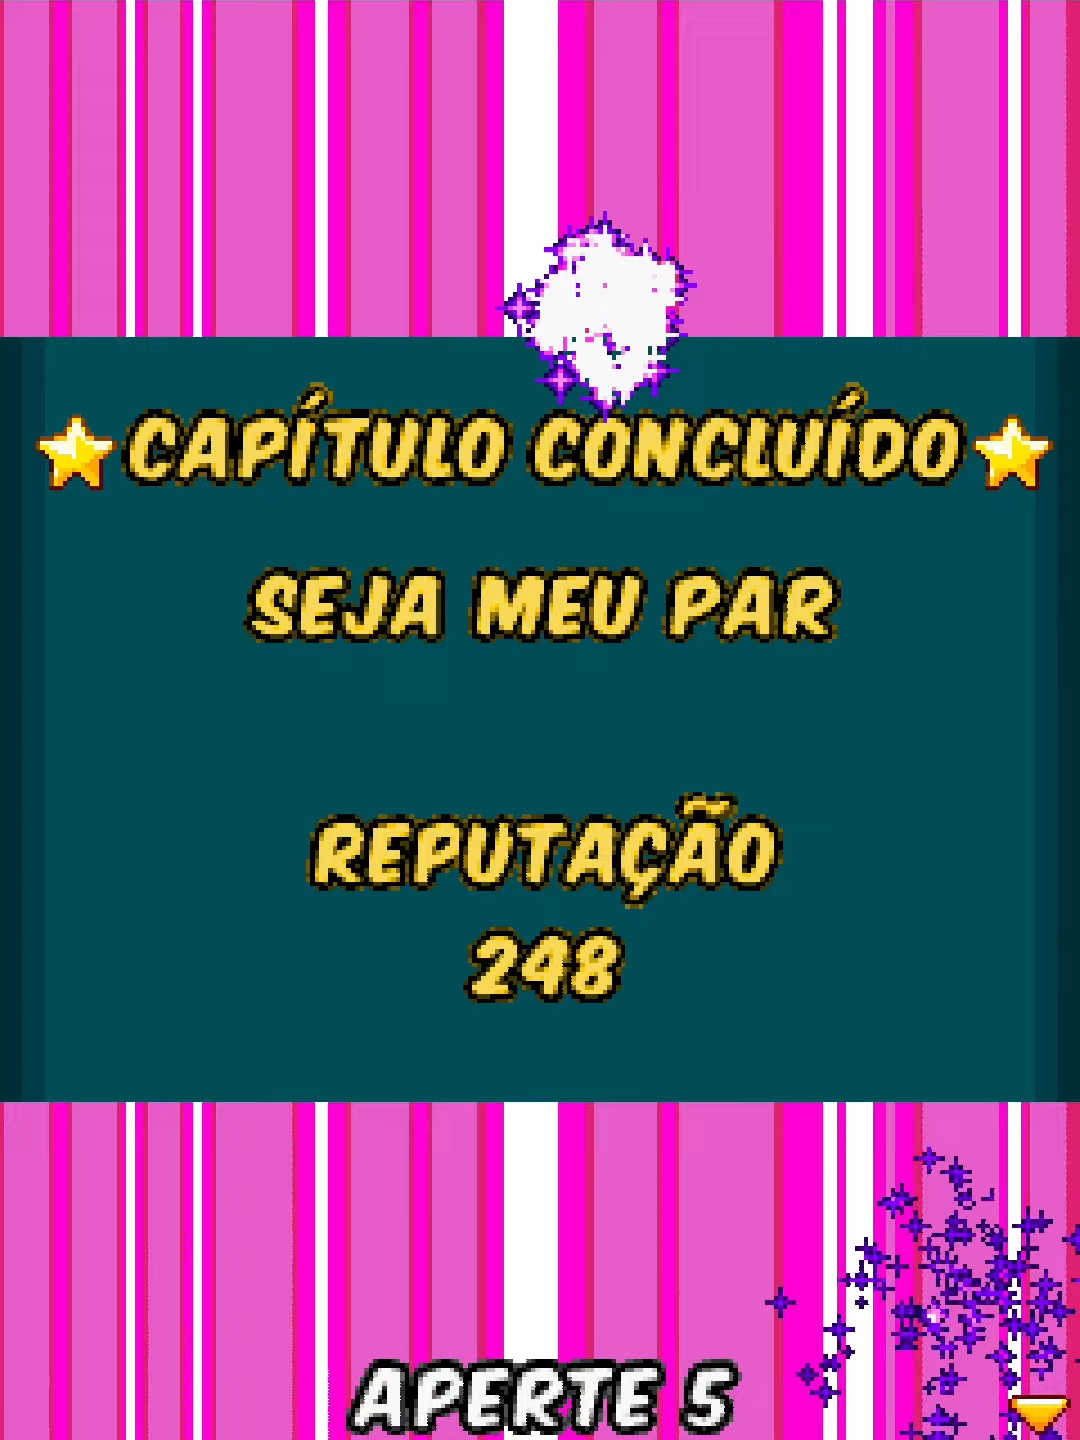 CAPÍTULO CONCLUÍDO
SEJA MEU PAR
REPUTAÇÃO
248
APERTE 5